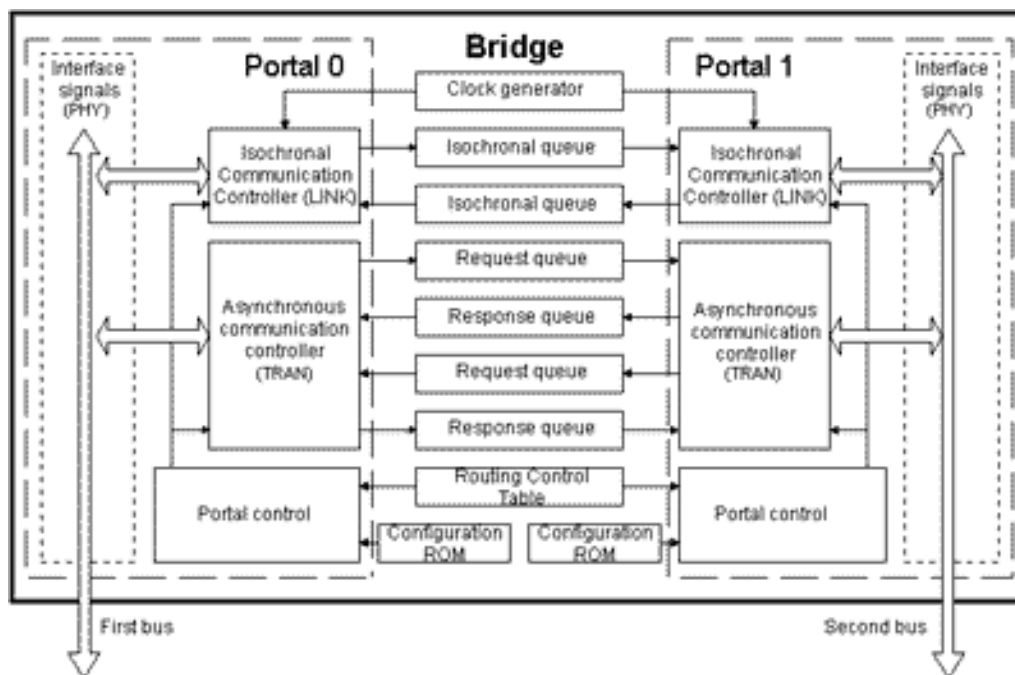 Bridge
Portal 0
Portal 1
Interface
signals
(PHY)
Interface
signals
(PHY)
Clock generator
Isochronal
Communication
Controller (LINK)
Isochronal queue
Isochronal
Communication
Controller (LINK)
Isochronal queue
Request queue
Asynchronous
communication
controller
(TRAN)
Response queue
Asynchronous
communication
controller
(TRAN)
Request queue
Response queue
Routing Control
Table
Portal control
Portal control
Configuration
ROM
Configuration
ROM
First bus
Second bus